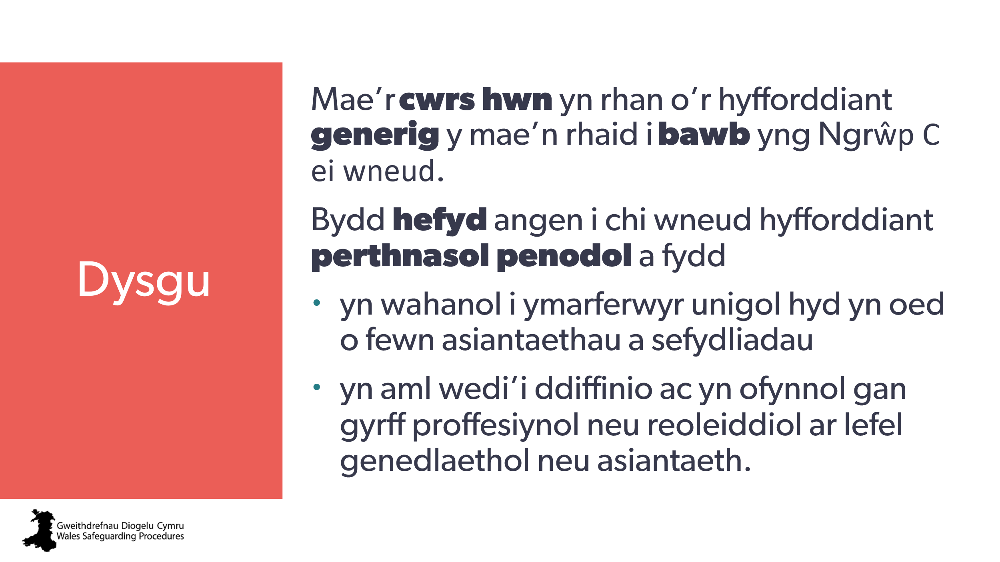 Dysgu
Mae’r cwrs hwn yn rhan o’r hyfforddiant
generig y mae’n rhaid i bawb yng Ngrŵp C
ei wneud.
Bydd hefyd angen i chi wneud hyfforddiant
perthnasol penodol a fydd
• yn wahanol i ymarferwyr unigol hyd yn oed
o fewn asiantaethau a sefydliadau
• yn aml wedi’i ddiffinio ac yn ofynnol gan
gyrff proffesiynol neu reoleiddiol ar lefel
genedlaethol neu asiantaeth.
Gweithdrefnau Diogelu Cymru
Wales Safeguarding Procedures